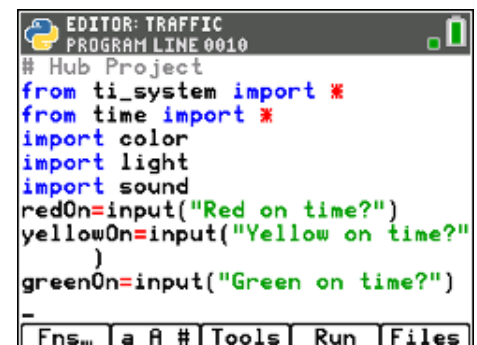 EDITOR: TRAFFIC
PROGRAM LINE 0010
# Hub Project
from ti_system import *
from time import *
import color
import light
import sound
redOn=input("Red on time?")
yellowOn=input("Yellow on time?"
)
greenOn=input("Green on time?")
_
Fns… a A # Tools Run Files